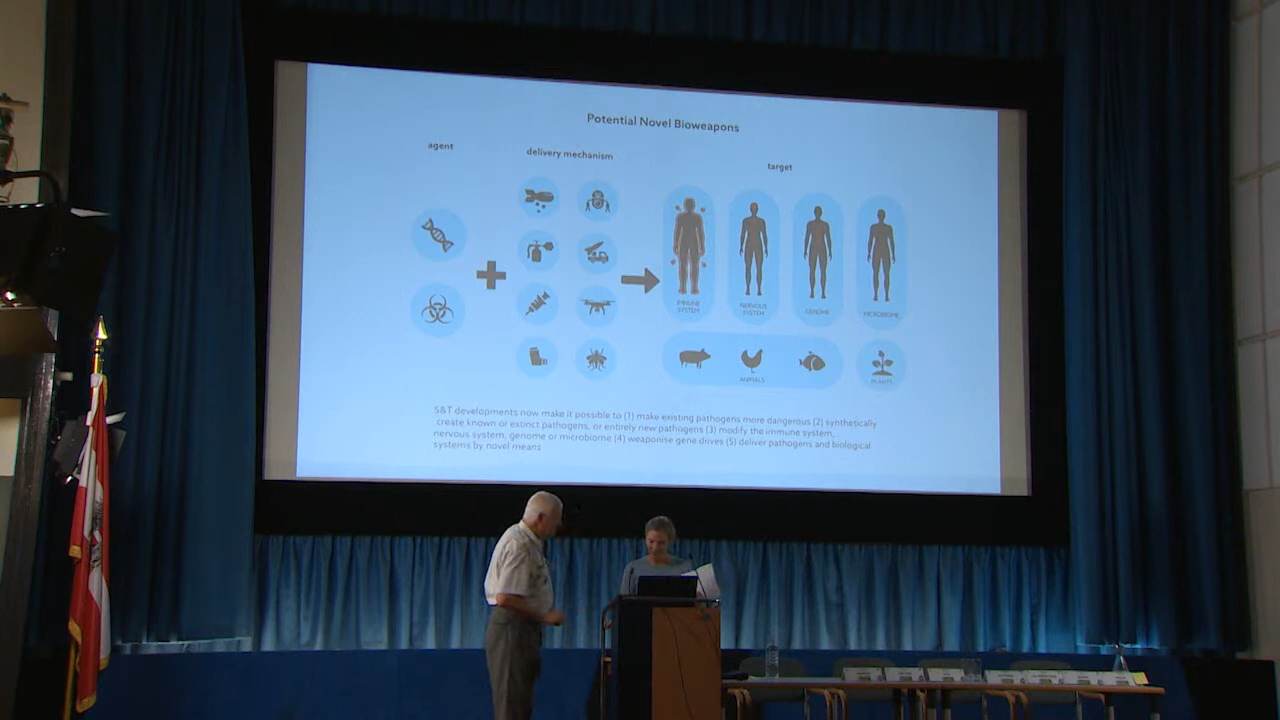 Potential Novel Bioweapons
agent
delivery mechanism
target
IMMUNE
SYSTEM
NERVOUS
SYSTEM
GENOME
MICROBIOME
ANIMALS
PLANTS
S&T developments now make it possible to (1) make existing pathogens more dangerous (2) synthetically
create known or extinct pathogens, or entirely new pathogens (3) modify the immune system,
nervous system, genome or microbiome (4) weaponise gene drives (5) deliver pathogens and biological
systems by novel means